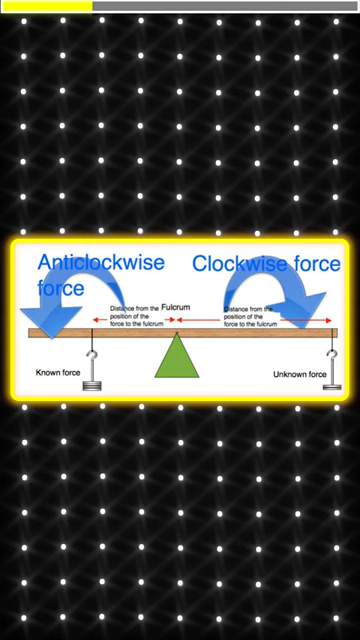 Anticlockwise
force
Clockwise force
Distance from the
position of the
force to the fulcrum
Fulcrum
Distance from the
position of the
force to the fulcrum
Known force
Unknown force